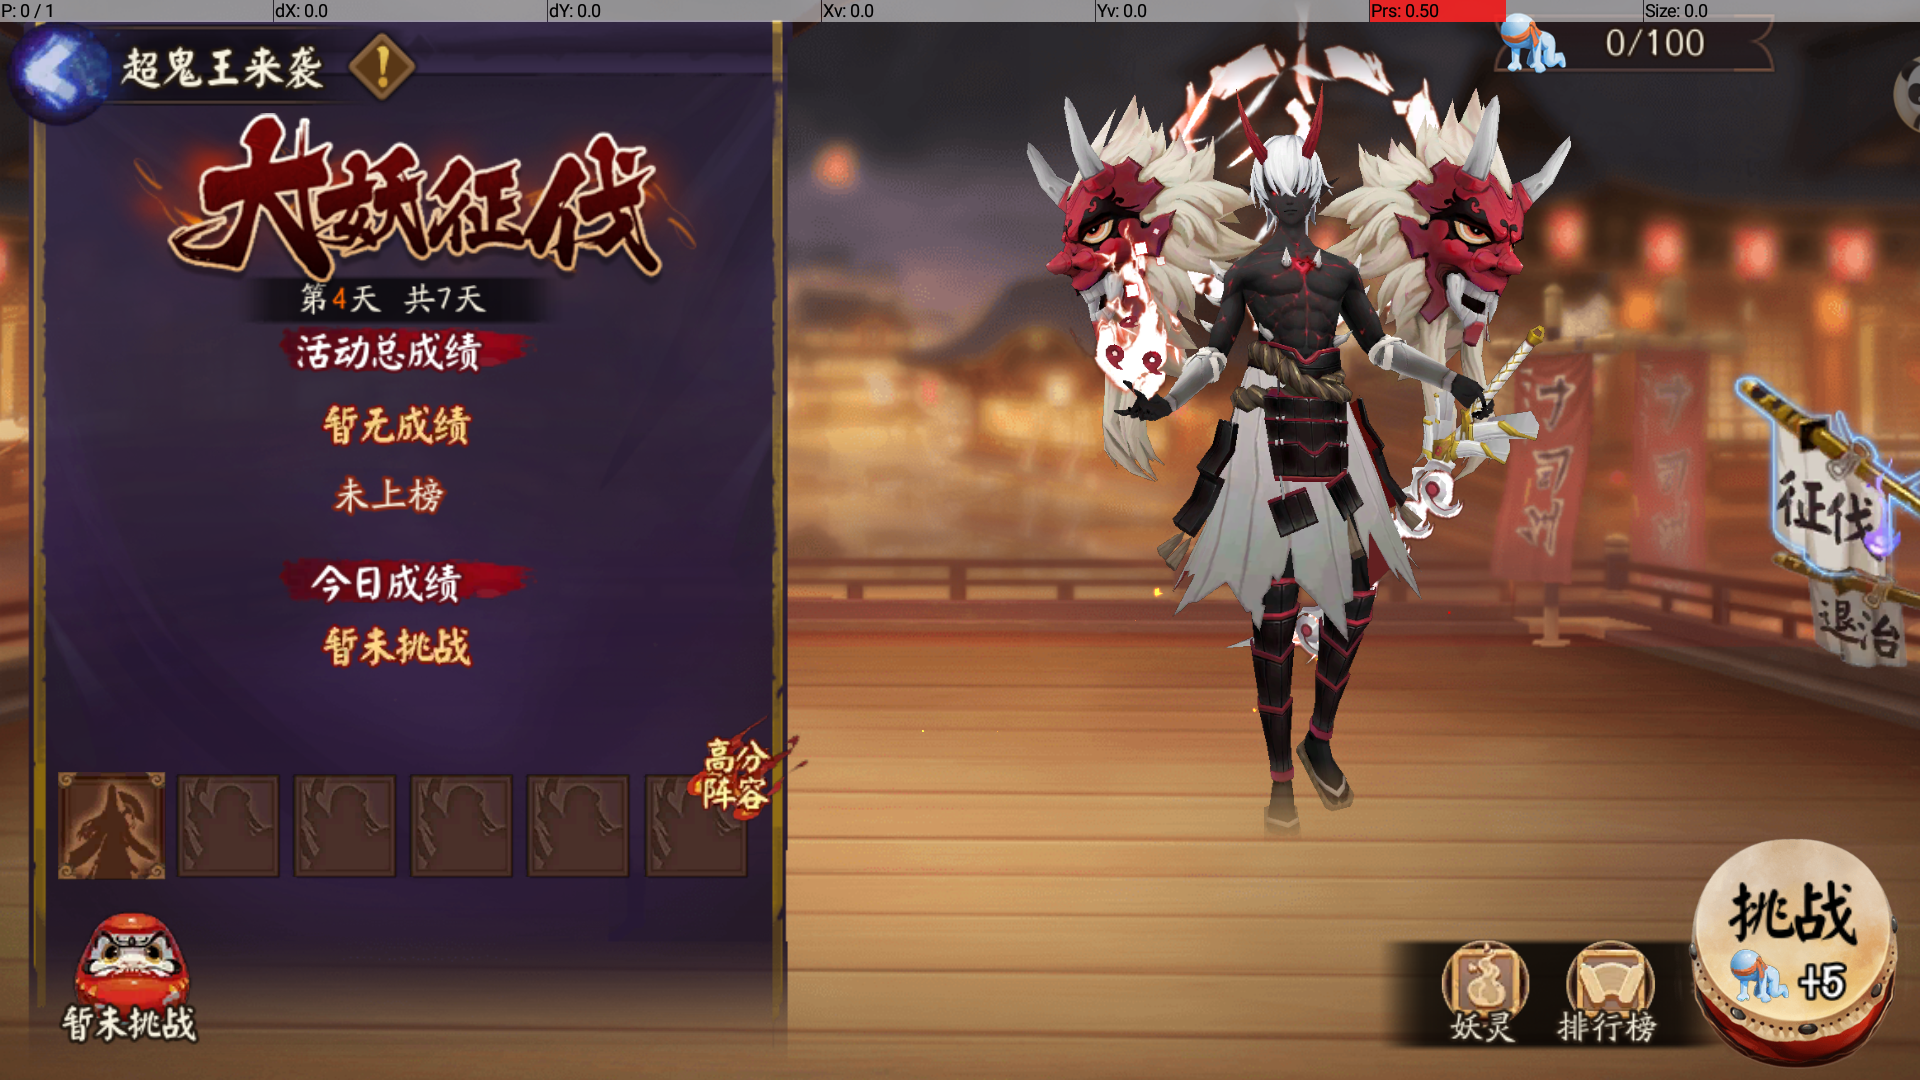 P: 0 / 1 dX: 0.0 dY: 0.0 Xv: 0.0 Yv: 0.0 Prs: 0.50 Size: 0.0
超鬼王来袭
0/100
大妖征伐
第4天 共7天
活动总成绩
暂无成绩
未上榜
今日成绩
暂未挑战
高分
阵容
暂未挑战
征伐
退治
妖灵
排行榜
挑战
+5